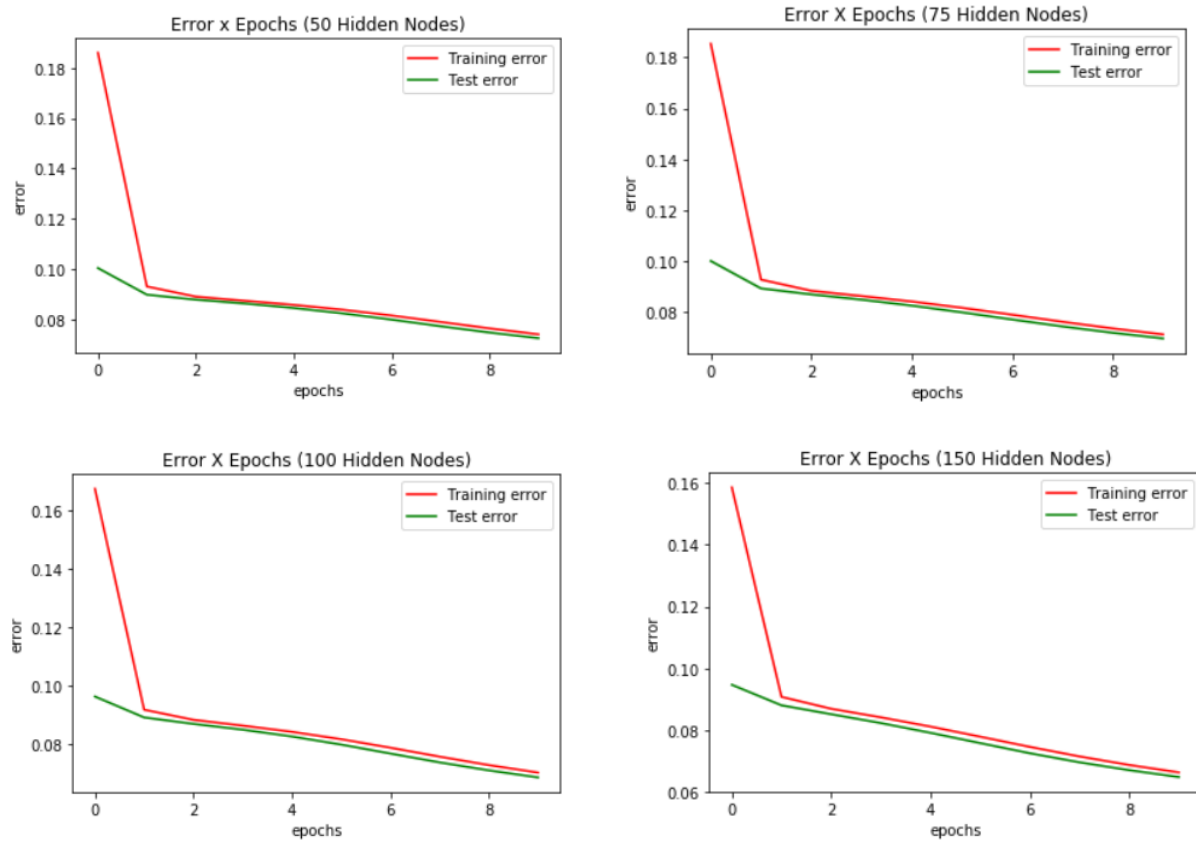 Error x Epochs (50 Hidden Nodes)
Training error
Test error
0.18
0.16
0.14
0.12
0.10
0.08
error
0 2 4 6 8
epochs
Error X Epochs (75 Hidden Nodes)
Training error
Test error
0.18
0.16
0.14
0.12
0.10
0.08
error
0 2 4 6 8
epochs
Error X Epochs (100 Hidden Nodes)
Training error
Test error
0.16
0.14
0.12
0.10
0.08
error
0 2 4 6 8
epochs
Error X Epochs (150 Hidden Nodes)
Training error
Test error
0.16
0.14
0.12
0.10
0.08
0.06
error
0 2 4 6 8
epochs